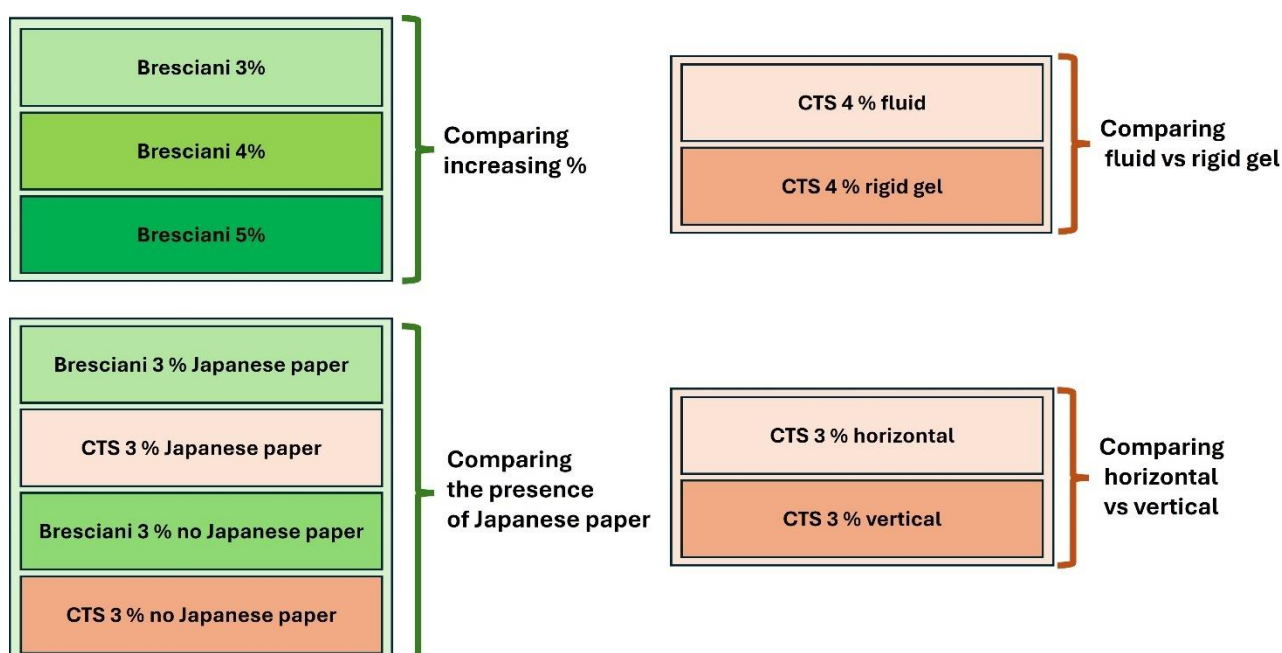 Bresciani 3%
Bresciani 4%
Bresciani 5%
Comparing
increasing %
CTS 4 % fluid
CTS 4 % rigid gel
Comparing
fluid vs rigid gel
Bresciani 3 % Japanese paper
CTS 3 % Japanese paper
Bresciani 3 % no Japanese paper
CTS 3 % no Japanese paper
Comparing
the presence
of Japanese paper
CTS 3 % horizontal
CTS 3 % vertical
Comparing
horizontal
vs vertical